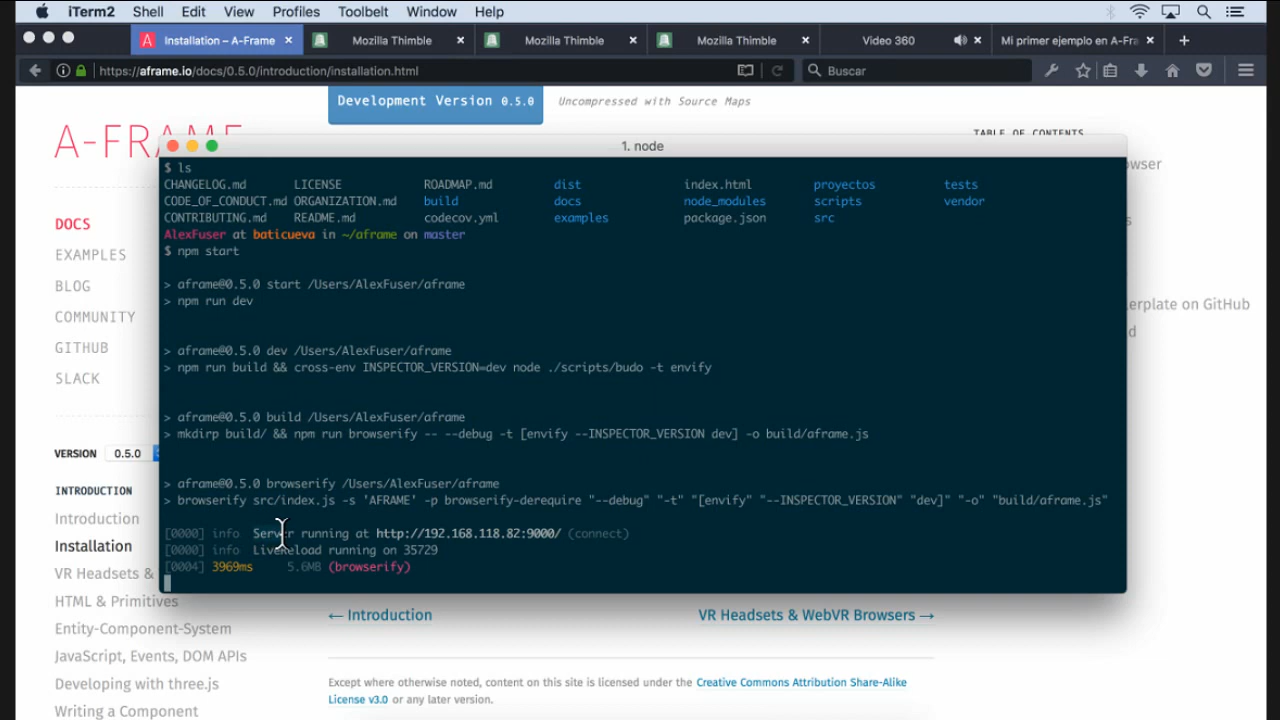 iTerm2 Shell Edit View Profiles Toolbelt Window Help
Installation – A-Frame × Mozilla Thimble × Mozilla Thimble × Mozilla Thimble × Video 360 × Mi primer ejemplo en A-Fra × +
https://aframe.io/docs/0.5.0/introduction/installation.html Buscar
Development Version 0.5.0 Uncompressed with Source Maps
A-FRAME
TABLE OF CONTENTS
1. node
$ ls
CHANGELOG.md LICENSE ROADMAP.md dist index.html proyectos tests
CODE_OF_CONDUCT.md ORGANIZATION.md build docs node_modules scripts vendor
CONTRIBUTING.md README.md codecov.yml examples package.json src
AlexFuser at baticueva in ~/aframe on master
$ npm start
> aframe@0.5.0 start /Users/AlexFuser/aframe
> npm run dev
> aframe@0.5.0 dev /Users/AlexFuser/aframe
> npm run build && cross-env INSPECTOR_VERSION=dev node ./scripts/budo -t envify
> aframe@0.5.0 build /Users/AlexFuser/aframe
> mkdirp build/ && npm run browserify -- --debug -t [envify --INSPECTOR_VERSION dev] -o build/aframe.js
> aframe@0.5.0 browserify /Users/AlexFuser/aframe
> browserify src/index.js -s 'AFRAME' -p browserify-derequire "--debug" "-t" "[envify" "--INSPECTOR_VERSION" "dev]" "-o" "build/aframe.js"
[0000] info Server running at http://192.168.118.82:9000/ (connect)
[0000] info LiveReload running on 35729
[0004] 3969ms 5.6MB (browserify)
DOCS
EXAMPLES
BLOG
COMMUNITY
GITHUB
SLACK
VERSION 0.5.0
INTRODUCTION
Introduction
Installation
VR Headsets &
HTML & Primitives
Entity-Component-System
JavaScript, Events, DOM APIs
Developing with three.js
Writing a Component
owser
s
erplate on GitHub
d
← Introduction VR Headsets & WebVR Browsers →
Except where otherwise noted, content on this site is licensed under the Creative Commons Attribution Share-Alike
License v3.0 or any later version.